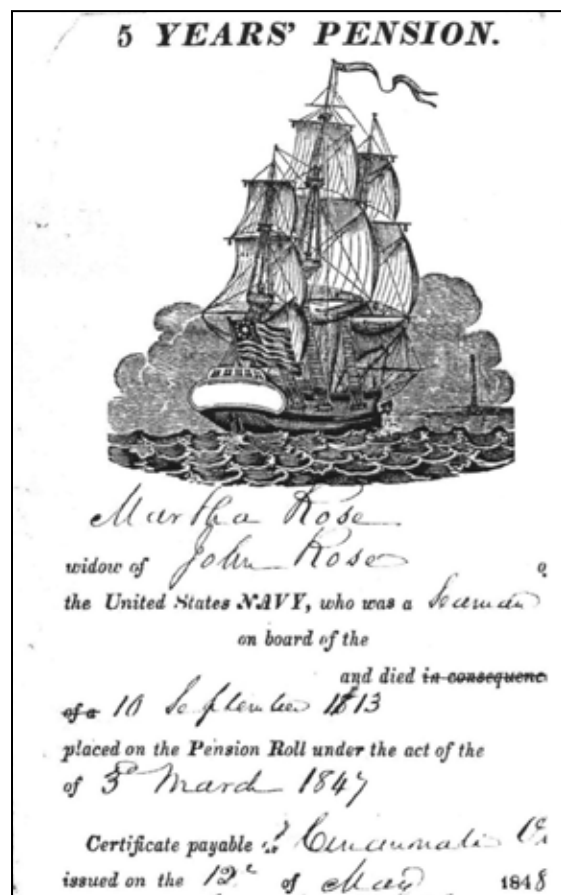 5 YEARS' PENSION.
Martha Rose
widow of John Rose o
the United States NAVY, who was a Seaman
on board of the
and died in consequenc
of a 10 September 1813
placed on the Pension Roll under the act of the
of 3d March 1847
Certificate payable at Cincinnati
issued on the 12 of May 1848